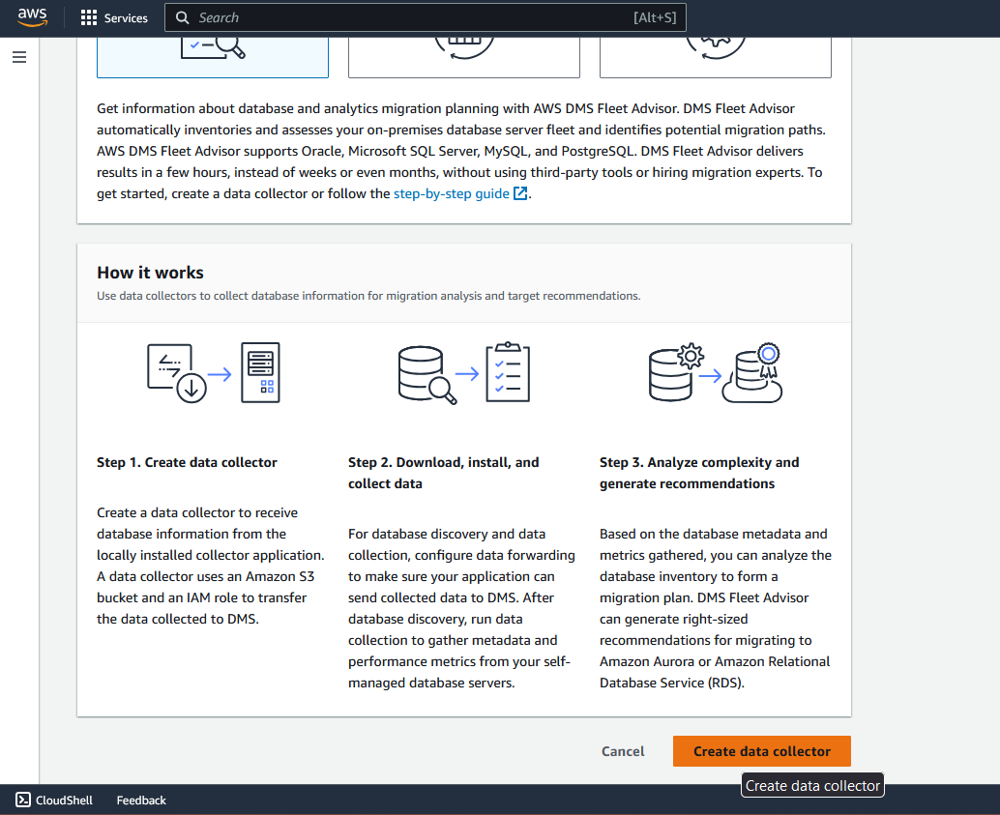 aws
Services
Search
[Alt+S]
Get information about database and analytics migration planning with AWS DMS Fleet Advisor. DMS Fleet Advisor
automatically inventories and assesses your on-premises database server fleet and identifies potential migration paths.
AWS DMS Fleet Advisor supports Oracle, Microsoft SQL Server, MySQL, and PostgreSQL. DMS Fleet Advisor delivers
results in a few hours, instead of weeks or even months, without using third-party tools or hiring migration experts. To
get started, create a data collector or follow the step-by-step guide.
How it works
Use data collectors to collect database information for migration analysis and target recommendations.
Step 1. Create data collector
Create a data collector to receive
database information from the
locally installed collector application.
A data collector uses an Amazon S3
bucket and an IAM role to transfer
the data collected to DMS.
Step 2. Download, install, and
collect data
For database discovery and data
collection, configure data forwarding
to make sure your application can
send collected data to DMS. After
database discovery, run data
collection to gather metadata and
performance metrics from your self-
managed database servers.
Step 3. Analyze complexity and
generate recommendations
Based on the database metadata and
metrics gathered, you can analyze the
database inventory to form a
migration plan. DMS Fleet Advisor
can generate right-sized
recommendations for migrating to
Amazon Aurora or Amazon Relational
Database Service (RDS).
Cancel
Create data collector
Create data collector
CloudShell
Feedback